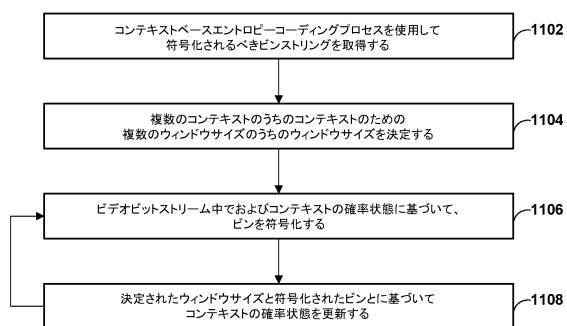 コンテキストベースエントロピーコーディングプロセスを使用して
符号化されるべきビンストリングを取得する
1102
複数のコンテキストのうちのコンテキストのための
複数のウィンドウサイズのうちのウィンドウサイズを決定する
1104
ビデオビットストリーム中でおよびコンテキストの確率状態に基づいて、
ビンを符号化する
1106
決定されたウィンドウサイズと符号化されたビンとに基づいて
コンテキストの確率状態を更新する
1108